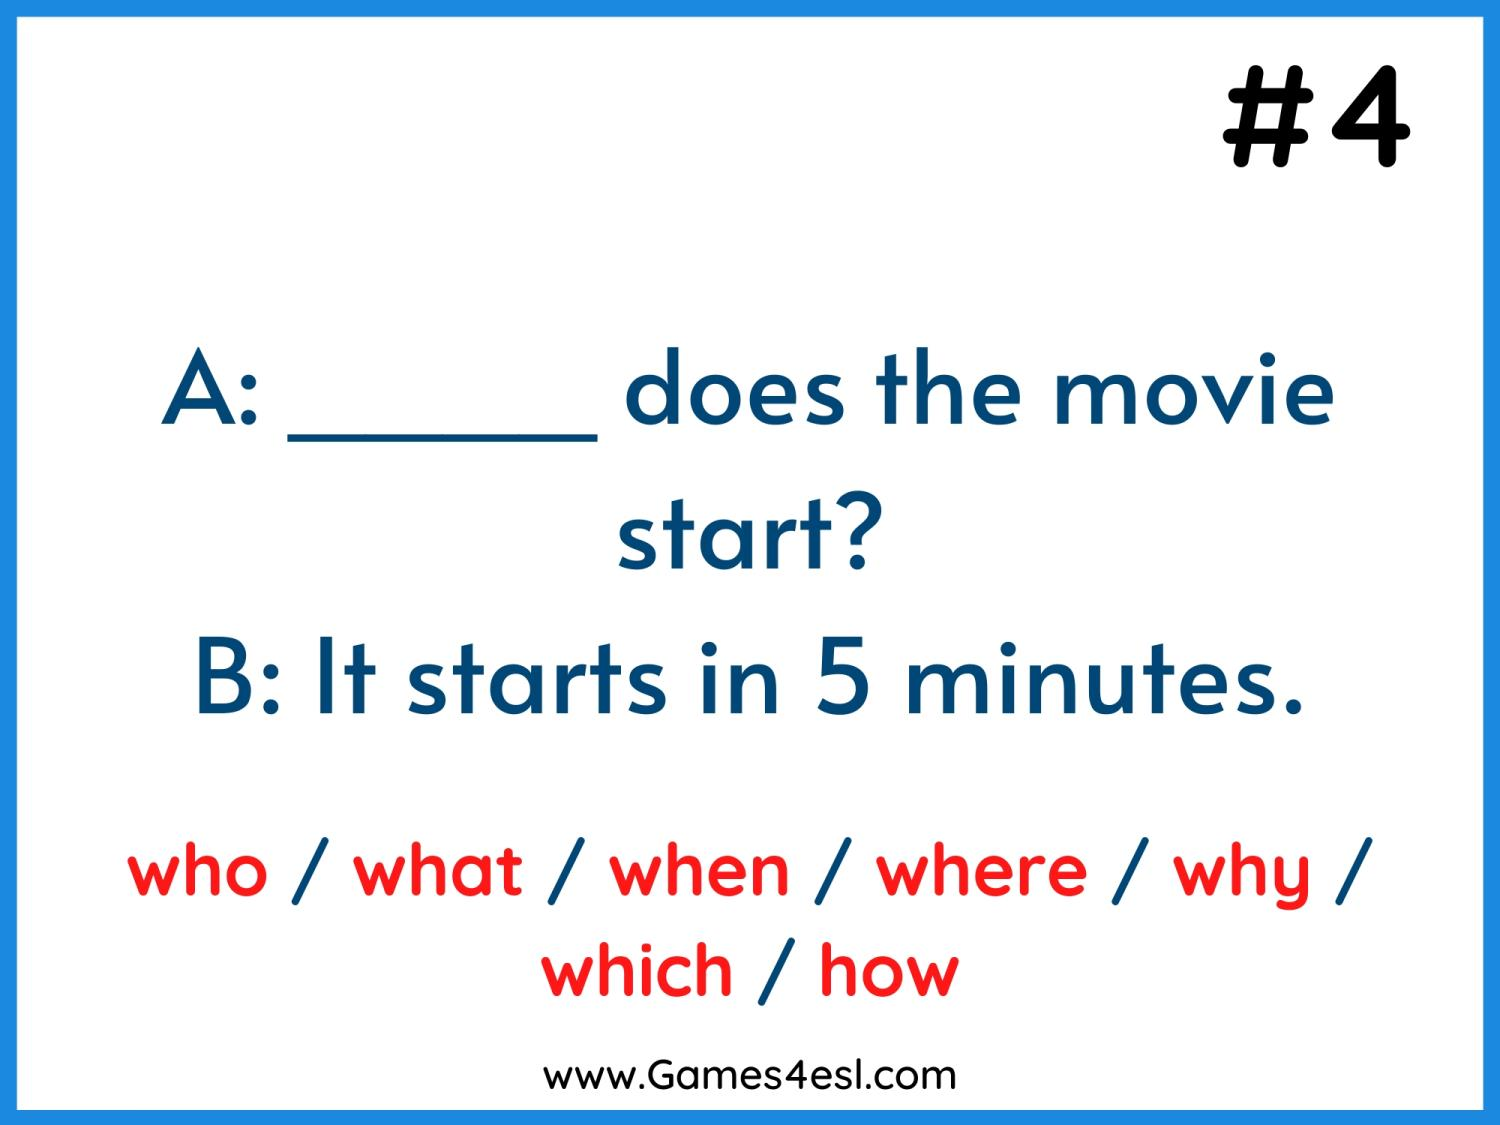 #4
A: _____ does the movie
start?
B: It starts in 5 minutes.
who / what / when / where / why /
which / how
www.Games4esl.com